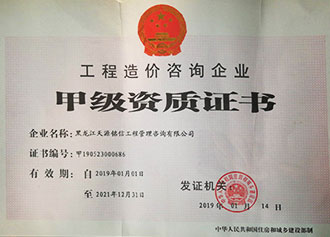 工程造价咨询企业
甲级资质证书
企业名称：黑龙江天源铭信工程管理咨询有限公司
证书编号：甲190523000686
有效期：自2019年01月01日
至2021年12月31日
发证机关：
2019年01月14日
中华人民共和国住房和城乡建设部制